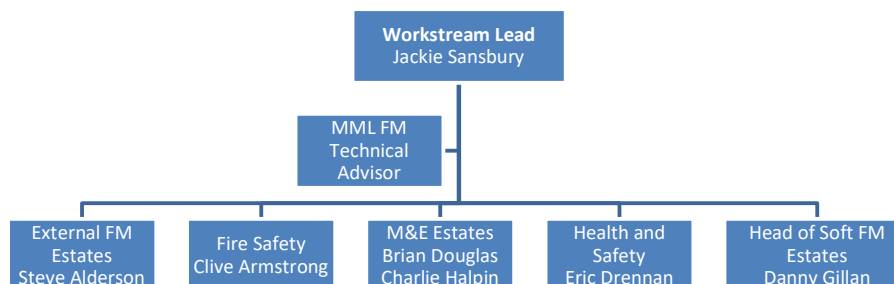 Workstream Lead
Jackie Sansbury
MML FM
Technical
Advisor
External FM
Estates
Steve Alderson
Fire Safety
Clive Armstrong
M&E Estates
Brian Douglas
Charlie Halpin
Health and
Safety
Eric Drennan
Head of Soft FM
Estates
Danny Gillan